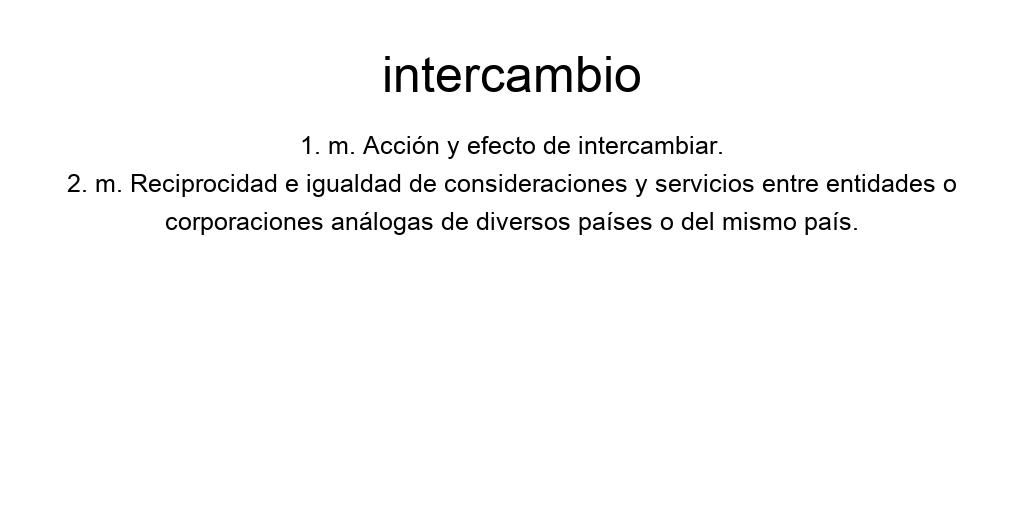 intercambio
1. m. Acción y efecto de intercambiar.
2. m. Reciprocidad e igualdad de consideraciones y servicios entre entidades o
corporaciones análogas de diversos países o del mismo país.